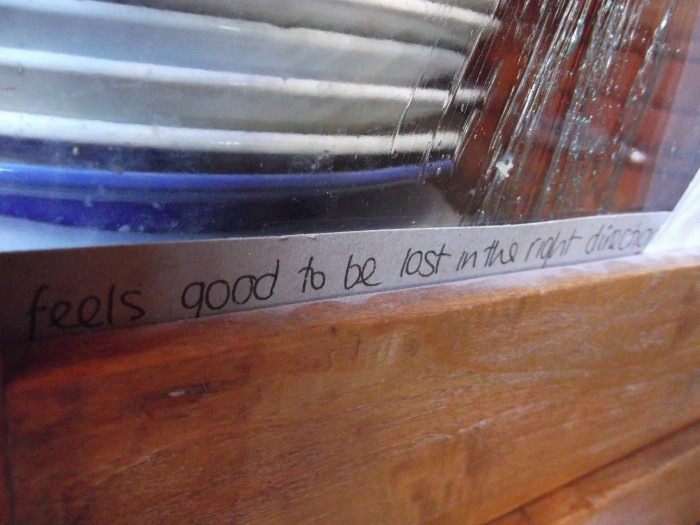 feels good to be lost in the right direction